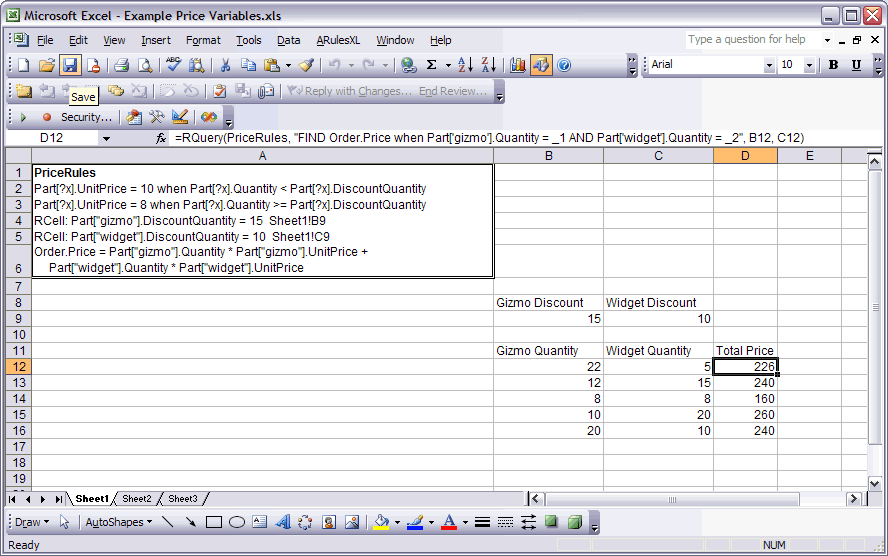 Microsoft Excel - Example Price Variables.xls
File Edit View Insert Format Tools Data ARulesXL Window Help Type a question for help
ABC Σ A Z Z A Arial 10 B U
Reply with Changes... End Review...
Save
Security...
D12 fx =RQuery(PriceRules, "FIND Order.Price when Part['gizmo'].Quantity = _1 AND Part['widget'].Quantity = _2", B12, C12)
A B C D E
1 PriceRules
2 Part[?x].UnitPrice = 10 when Part[?x].Quantity < Part[?x].DiscountQuantity
3 Part[?x].UnitPrice = 8 when Part[?x].Quantity >= Part[?x].DiscountQuantity
4 RCell: Part["gizmo"].DiscountQuantity = 15 Sheet1!B9
5 RCell: Part["widget"].DiscountQuantity = 10 Sheet1!C9
Order.Price = Part["gizmo"].Quantity * Part["gizmo"].UnitPrice +
6 Part["widget"].Quantity * Part["widget"].UnitPrice
7
8 Gizmo Discount Widget Discount
9 15 10
10
11 Gizmo Quantity Widget Quantity Total Price
12 22 5 226
13 12 15 240
14 8 8 160
15 10 20 260
16 20 10 240
17
18
19
Sheet1 Sheet2 Sheet3
Draw AutoShapes A A
Ready NUM